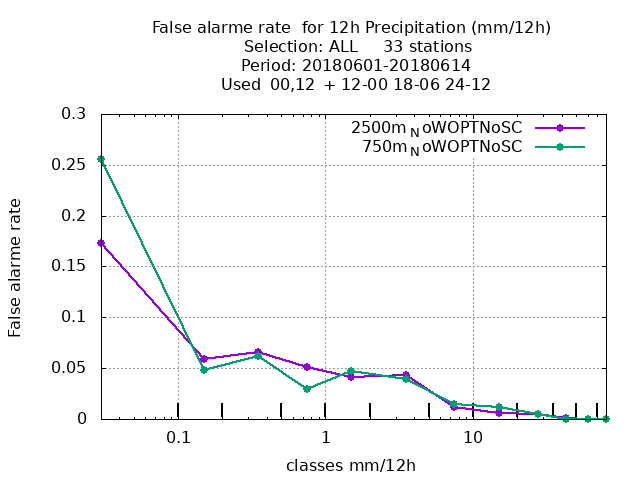 False alarme rate  for 12h Precipitation (mm/12h)
Selection: ALL     33 stations
Period: 20180601-20180614
Used  00,12  + 12-00 18-06 24-12
2500m_NoWOPTNoSC
750m_NoWOPTNoSC
0.3
0.25
0.2
0.15
0.1
0.05
0
False alarme rate
0.1 1 10
classes mm/12h